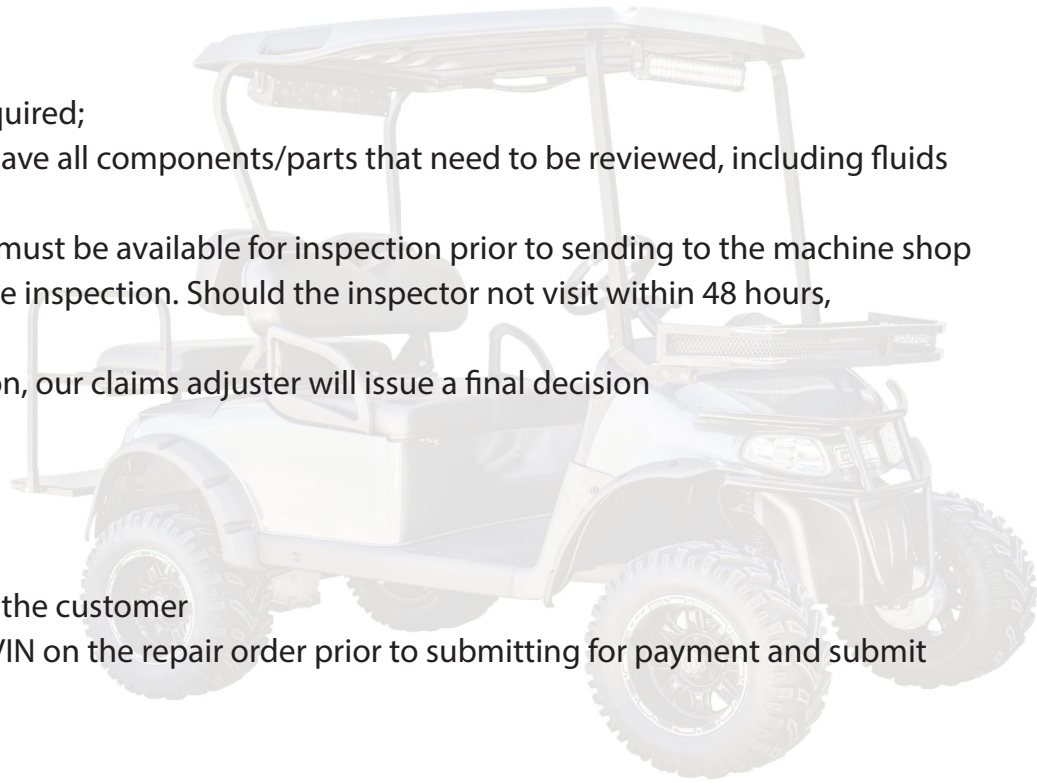 quired;
ave all components/parts that need to be reviewed, including fluids
must be available for inspection prior to sending to the machine shop
e inspection. Should the inspector not visit within 48 hours,
on, our claims adjuster will issue a final decision
the customer
VIN on the repair order prior to submitting for payment and submit